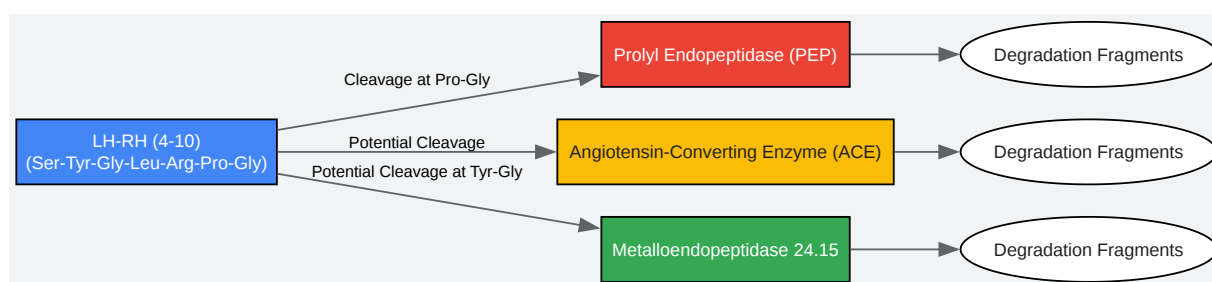 Prolyl Endopeptidase (PEP)
Degradation Fragments
Cleavage at Pro-Gly
LH-RH (4-10)
(Ser-Tyr-Gly-Leu-Arg-Pro-Gly)
Potential Cleavage
Angiotensin-Converting Enzyme (ACE)
Degradation Fragments
Potential Cleavage at Tyr-Gly
Metalloendopeptidase 24.15
Degradation Fragments